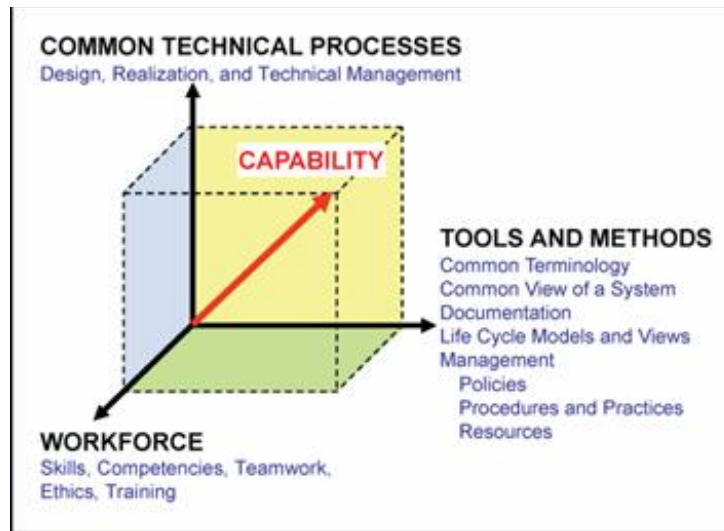 COMMON TECHNICAL PROCESSES
Design, Realization, and Technical Management
CAPABILITY
TOOLS AND METHODS
Common Terminology
Common View of a System
Documentation
Life Cycle Models and Views
Management
Policies
Procedures and Practices
Resources
WORKFORCE
Skills, Competencies, Teamwork,
Ethics, Training